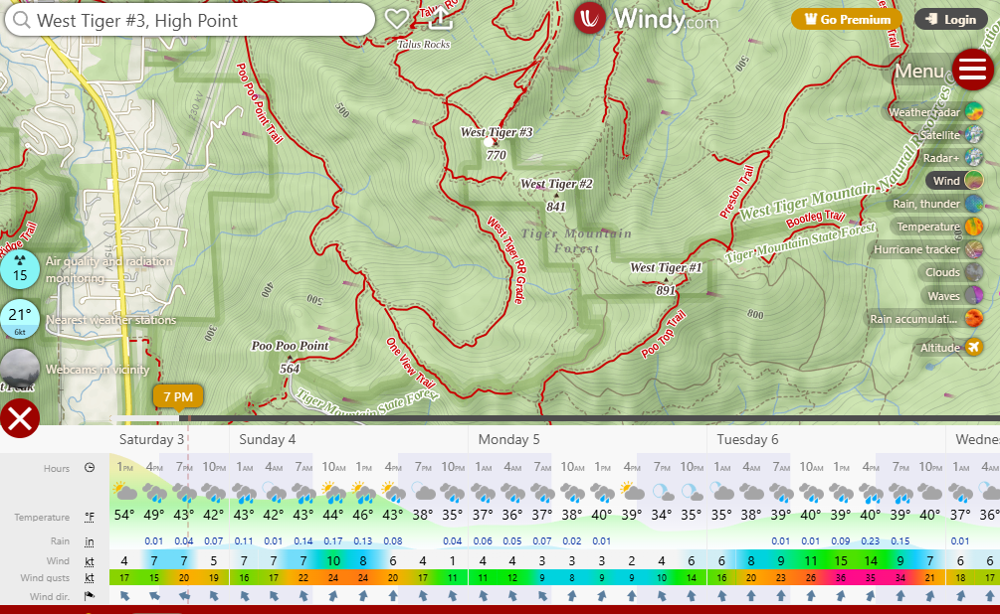 West Tiger #3, High Point
Windy.com
Go Premium
Login
Talus Rocks
Menu
Poo Poo Point Trail
230 kV
500
500
West Tiger #3
770
West Tiger #2
841
Tiger Mountain
Forest
West Tiger RR Grade
Preston Trail
West Tiger Mountain Natural Resources
Bootleg Trail
Tiger Mountain State Forest
West Tiger #1
891
800
Poo Top Trail
400
500
300
Poo Poo Point
564
One View Trail
Tiger Mountain State Forest
Ridge Trail
115kV
Weather radar
Satellite
Radar+
Wind
Rain, thunder
Temperature
Hurricane tracker
Clouds
Waves
Rain accumulati...
Altitude
15
Air quality and radiation
monitoring
21°
6kt
Nearest weather stations
Webcams in vicinity
7 PM
Saturday 3 Sunday 4 Monday 5 Tuesday 6 Wedne
Hours 1PM 4PM 7PM 10PM 1AM 4AM 7AM 10AM 1PM 4PM 7PM 10PM 1AM 4AM 7AM 10AM 1PM 4PM 7PM 10PM 1AM 4AM 7AM 10AM 1PM 4PM 7PM 10PM 1AM 4AM
Temperature °F 54° 49° 43° 42° 43° 42° 43° 44° 46° 43° 38° 35° 37° 36° 37° 38° 40° 39° 34° 35° 35° 38° 39° 40° 39° 40° 39° 40° 37° 36°
Rain in 0.01 0.04 0.07 0.11 0.01 0.14 0.17 0.13 0.08 0.04 0.06 0.05 0.07 0.02 0.01 0.01 0.01 0.09 0.23 0.15 0.01
Wind kt 4 7 7 5 7 7 7 10 8 6 4 4 4 4 3 3 3 2 4 6 6 8 9 11 15 14 9 7 6 6
Wind gusts kt 17 15 20 19 16 17 22 24 24 20 17 11 11 12 9 8 9 9 10 14 16 20 23 26 36 35 34 21 18 17
Wind dir.